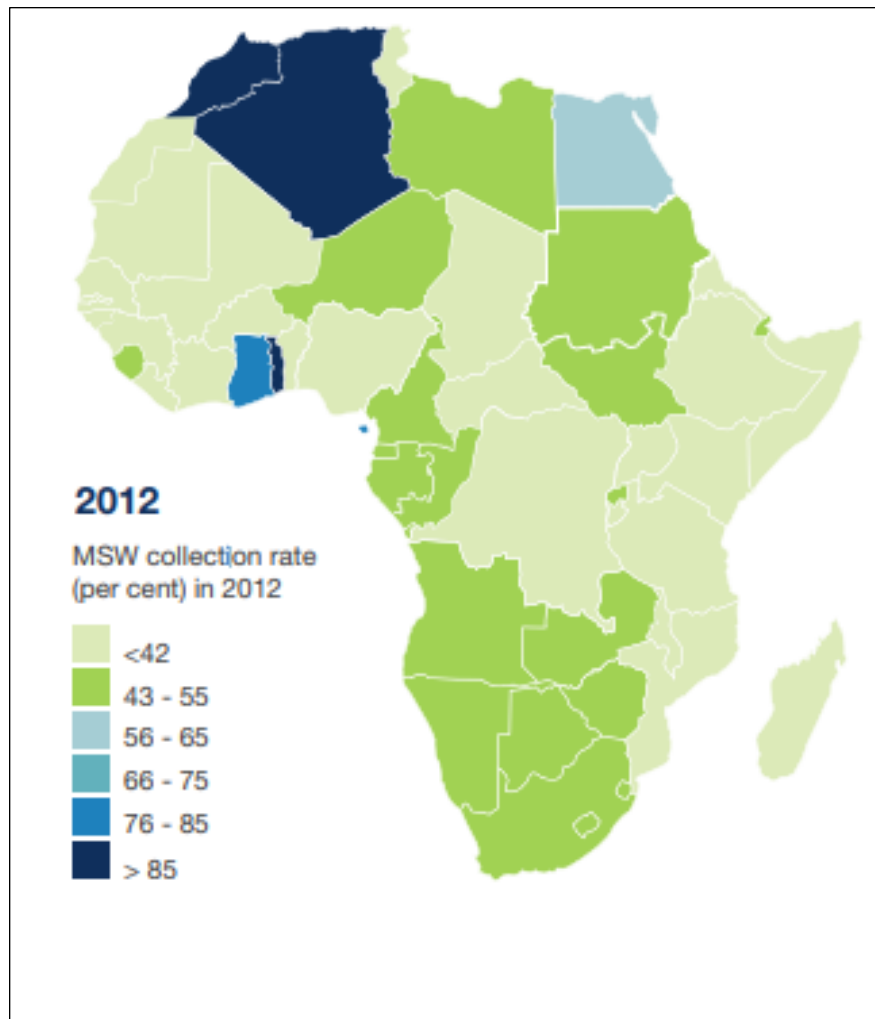 2012
MSW collection rate
(per cent) in 2012
<42
43 - 55
56 - 65
66 - 75
76 - 85
> 85